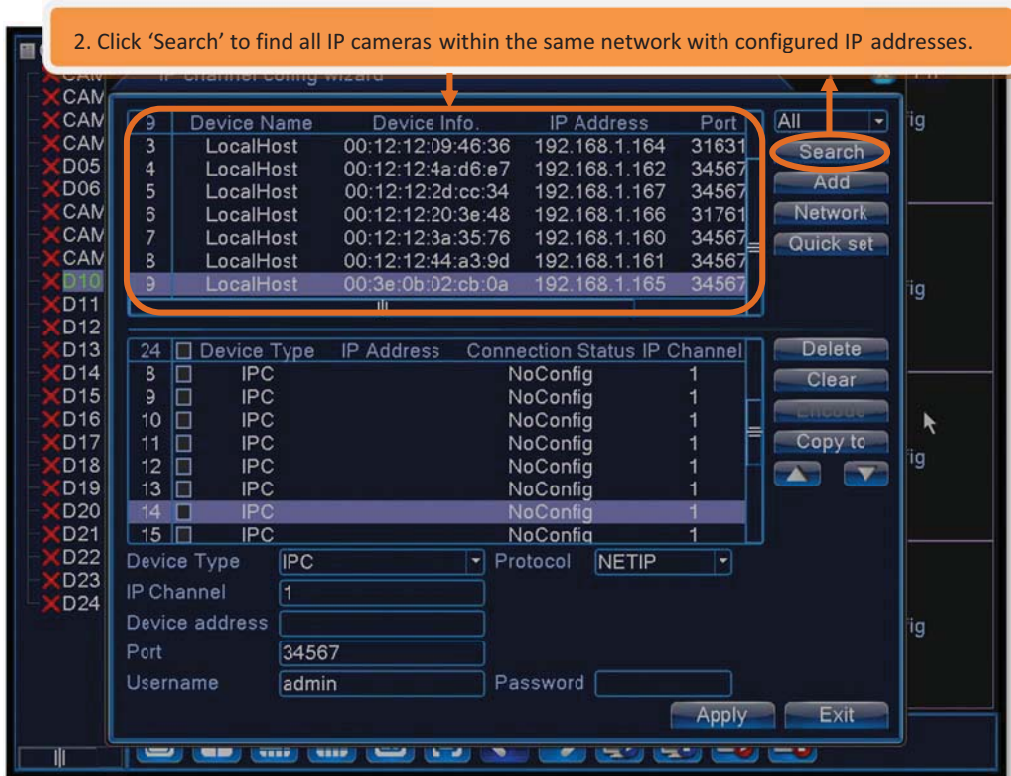 2. Click ‘Search’ to find all IP cameras within the same network with configured IP addresses.
CAM
CAM
CAM
D05
D06
CAM
CAM
CAM
D10
D11
D12
D13
D14
D15
D16
D17
D18
D19
D20
D21
D22
D23
D24
9 Device Name Device Info. IP Address Port
3 LocalHost 00:12:12:09:46:36 192.168.1.164 31631
4 LocalHost 00:12:12:4a:d6:e7 192.168.1.162 34567
5 LocalHost 00:12:12:2d:cc:34 192.168.1.167 34567
6 LocalHost 00:12:12:20:3e:48 192.168.1.166 31761
7 LocalHost 00:12:12:3a:35:76 192.168.1.160 34567
8 LocalHost 00:12:12:44:a3:9d 192.168.1.161 34567
9 LocalHost 00:3e:0b:02:cb:0a 192.168.1.165 34567
All
Search
Add
Network
Quick set
24 Device Type IP Address Connection Status IP Channel
8 IPC NoConfig 1
9 IPC NoConfig 1
10 IPC NoConfig 1
11 IPC NoConfig 1
12 IPC NoConfig 1
13 IPC NoConfig 1
14 IPC NoConfig 1
15 IPC NoConfig 1
Delete
Clear
Encode
Copy to
Device Type IPC Protocol NETIP
IP Channel 1
Device address
Port 34567
Username admin Password
Apply Exit
ig
ig
ig
ig